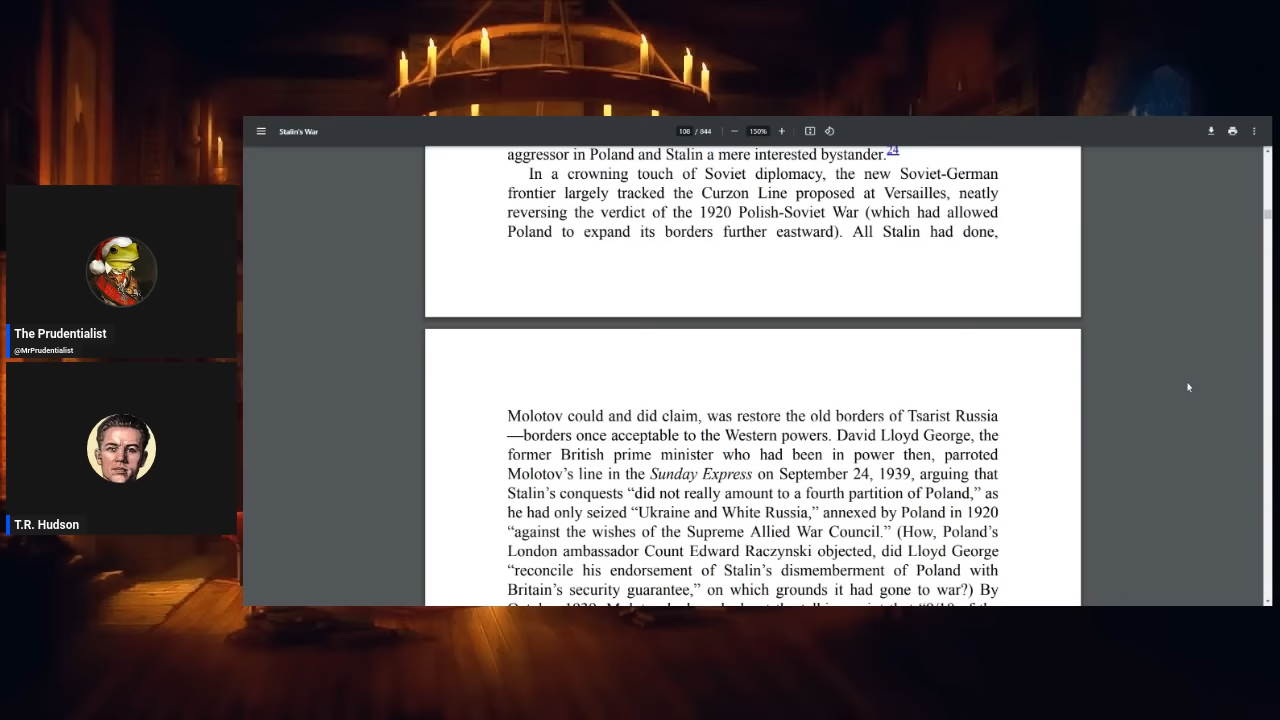 Stalin's War
108 / 844
150%
aggressor in Poland and Stalin a mere interested bystander.24
In a crowning touch of Soviet diplomacy, the new Soviet-German
frontier largely tracked the Curzon Line proposed at Versailles, neatly
reversing the verdict of the 1920 Polish-Soviet War (which had allowed
Poland to expand its borders further eastward). All Stalin had done,
Molotov could and did claim, was restore the old borders of Tsarist Russia
—borders once acceptable to the Western powers. David Lloyd George, the
former British prime minister who had been in power then, parroted
Molotov's line in the Sunday Express on September 24, 1939, arguing that
Stalin's conquests “did not really amount to a fourth partition of Poland,” as
he had only seized “Ukraine and White Russia,” annexed by Poland in 1920
“against the wishes of the Supreme Allied War Council.” (How, Poland's
London ambassador Count Edward Raczynski objected, did Lloyd George
“reconcile his endorsement of Stalin's dismemberment of Poland with
Britain's security guarantee,” on which grounds it had gone to war?) By
The Prudentialist
@MrPrudentialist
T.R. Hudson